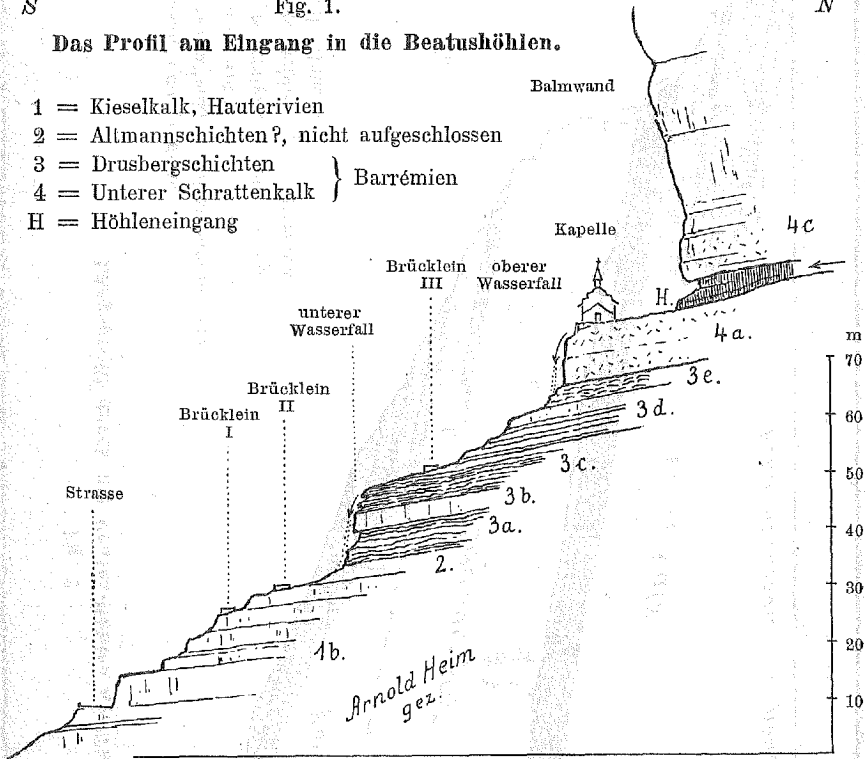 S
Fig. 1.
N
Das Profil am Eingang in die Beatushöhlen.
1 = Kieselkalk, Hauterivien
2 = Altmannschichten?, nicht aufgeschlossen
3 = Drusbergschichten
4 = Unterer Schrattenkalk
} Barrémien
H = Höhleneingang
Balmwand
4c
Kapelle
Brücklein
III
oberer
Wasserfall
H.
4a.
unterer
Wasserfall
m
70
3e.
Brücklein
II
Brücklein
I
3d.
60
3c.
50
Strasse
3b.
3a.
40
2.
30
1b.
20
Arnold Heim
gez.
10